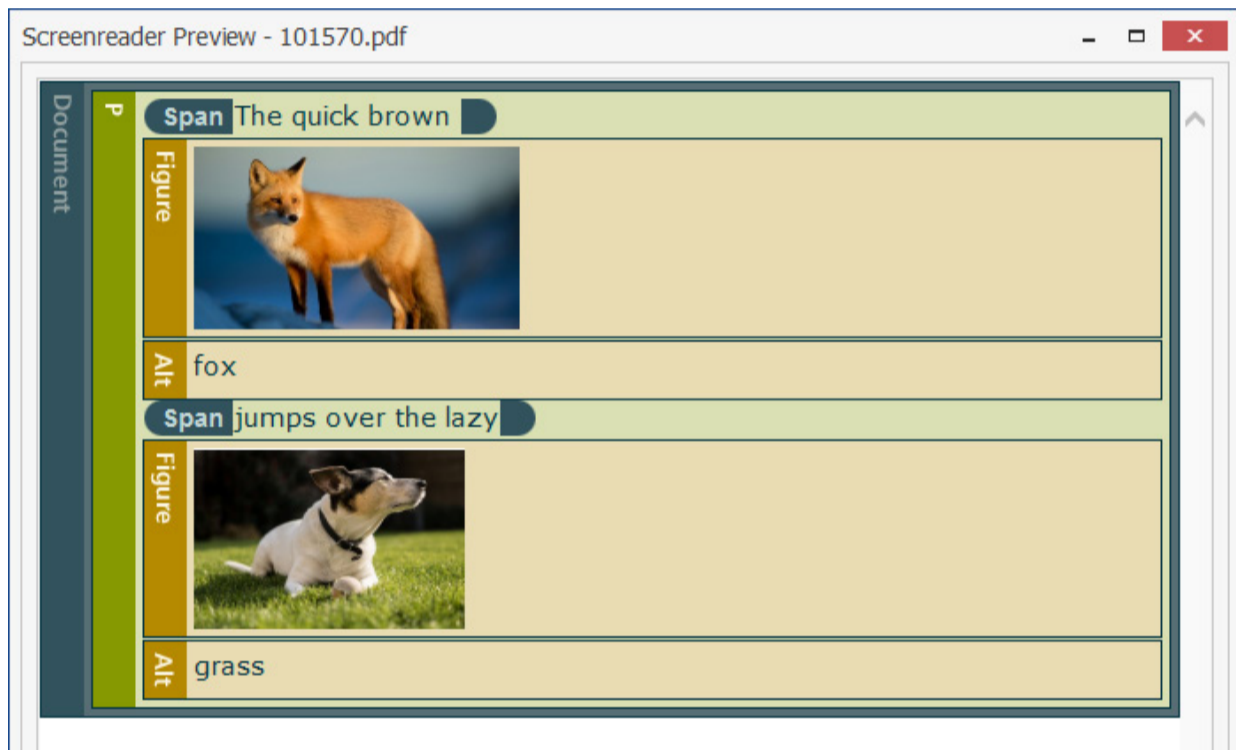 Screenreader Preview - 101570.pdf
Document
P
Span The quick brown
Figure
Alt fox
Span jumps over the lazy
Figure
Alt grass